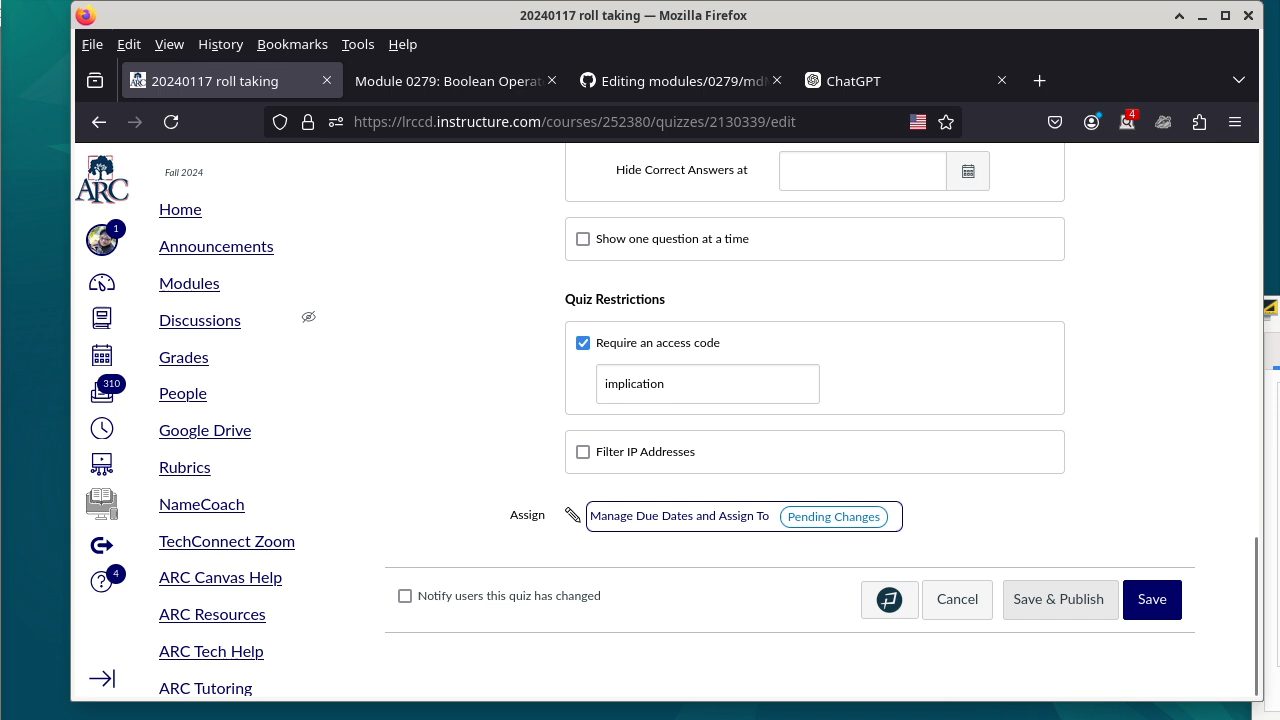 20240117 roll taking — Mozilla Firefox
File Edit View History Bookmarks Tools Help
20240117 roll taking
Module 0279: Boolean Operat
Editing modules/0279/md
ChatGPT
https://lrccd.instructure.com/courses/252380/quizzes/2130339/edit
4
ARC
Fall 2024
Home
1
Announcements
Modules
Discussions
Grades
310
People
Google Drive
Rubrics
NameCoach
TechConnect Zoom
4
ARC Canvas Help
ARC Resources
ARC Tech Help
ARC Tutoring
Hide Correct Answers at
Show one question at a time
Quiz Restrictions
Require an access code
implication
Filter IP Addresses
Assign
Manage Due Dates and Assign To Pending Changes
Notify users this quiz has changed
Cancel
Save & Publish
Save